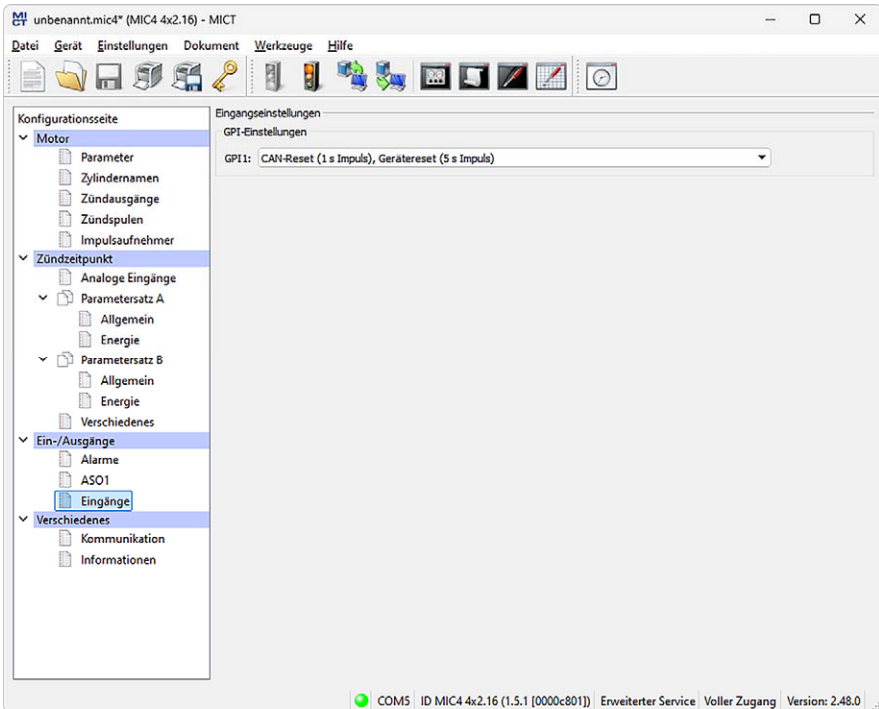 MICT unbenannt.mic4* (MIC4 4x2.16) - MICT
Datei Gerät Einstellungen Dokument Werkzeuge Hilfe
Konfigurationsseite
Motor
Parameter
Zylindernamen
Zündausgänge
Zündspulen
Impulsaufnehmer
Zündzeitpunkt
Analoge Eingänge
Parametersatz A
Allgemein
Energie
Parametersatz B
Allgemein
Energie
Verschiedenes
Ein-/Ausgänge
Alarme
ASO1
Eingänge
Verschiedenes
Kommunikation
Informationen
Eingangseinstellungen
GPI-Einstellungen
GPI1: CAN-Reset (1 s Impuls), Gerätereset (5 s Impuls)
COM5 ID MIC4 4x2.16 (1.5.1 [0000c801]) Erweiterter Service Voller Zugang Version: 2.48.0